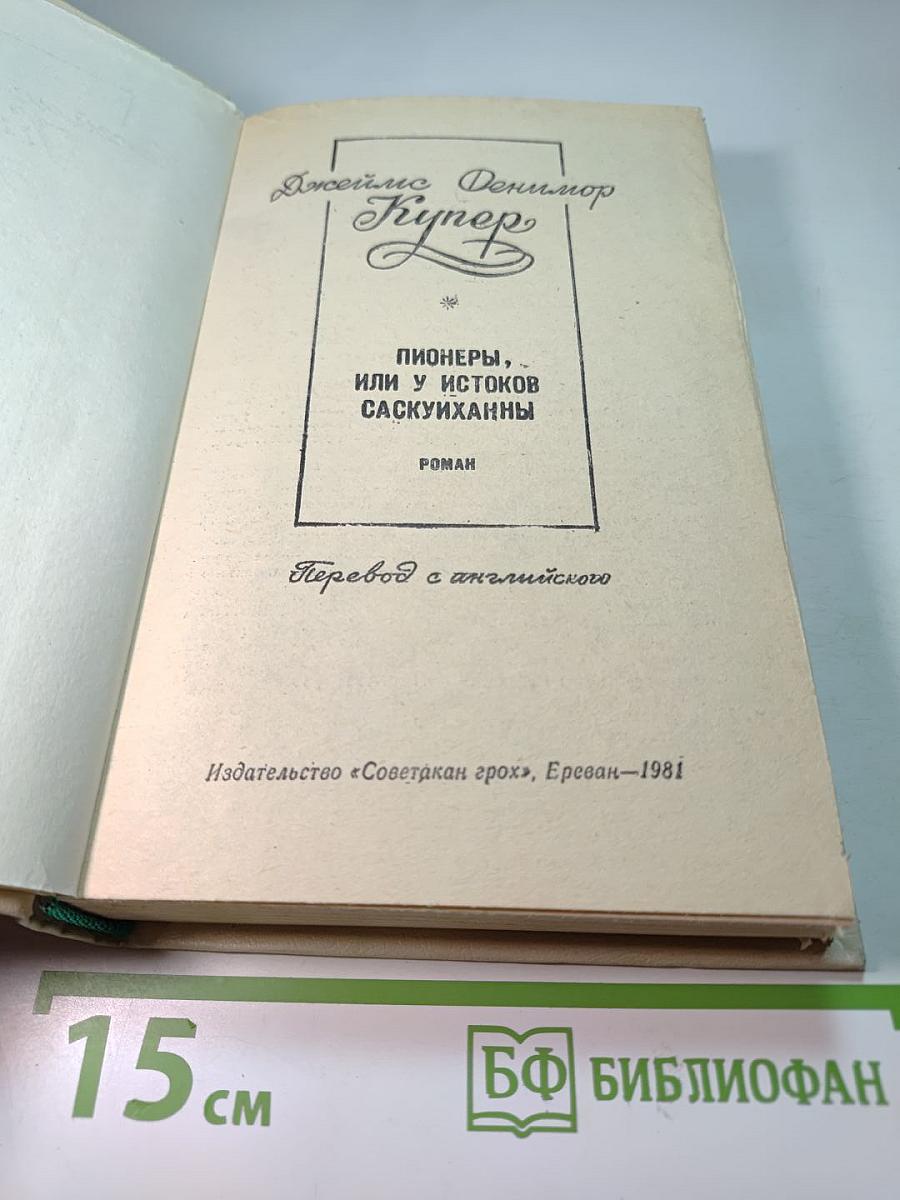 Джеймс Фенимор
Купер
*
ПИОНЕРЫ,
ИЛИ У ИСТОКОВ
САСКУИХАННЫ
РОМАН
Перевод с английского
Издательство «Советакан грох», Ереван—1981
15 см
БФ БИБЛИОФАН